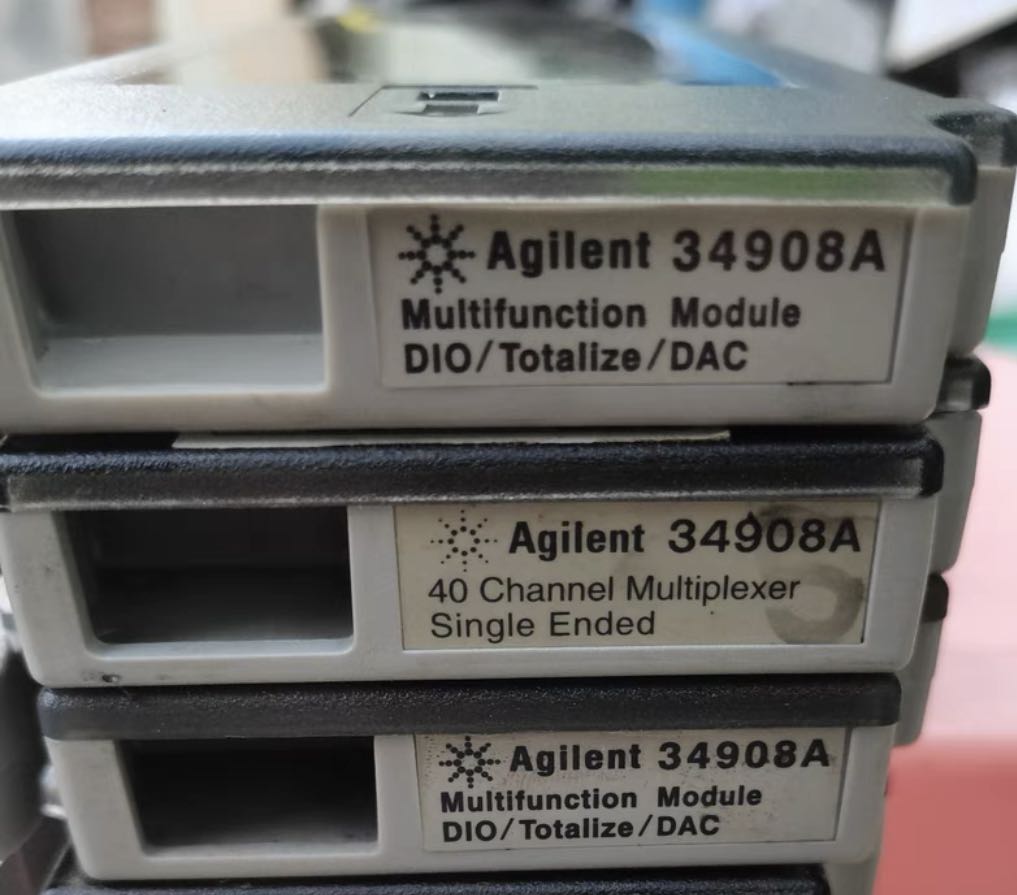 Agilent 34908A
Multifunction Module
DIO/Totalize/DAC
Agilent 34908A
40 Channel Multiplexer
Single Ended
Agilent 34908A
Multifunction Module
DIO/Totalize/DAC